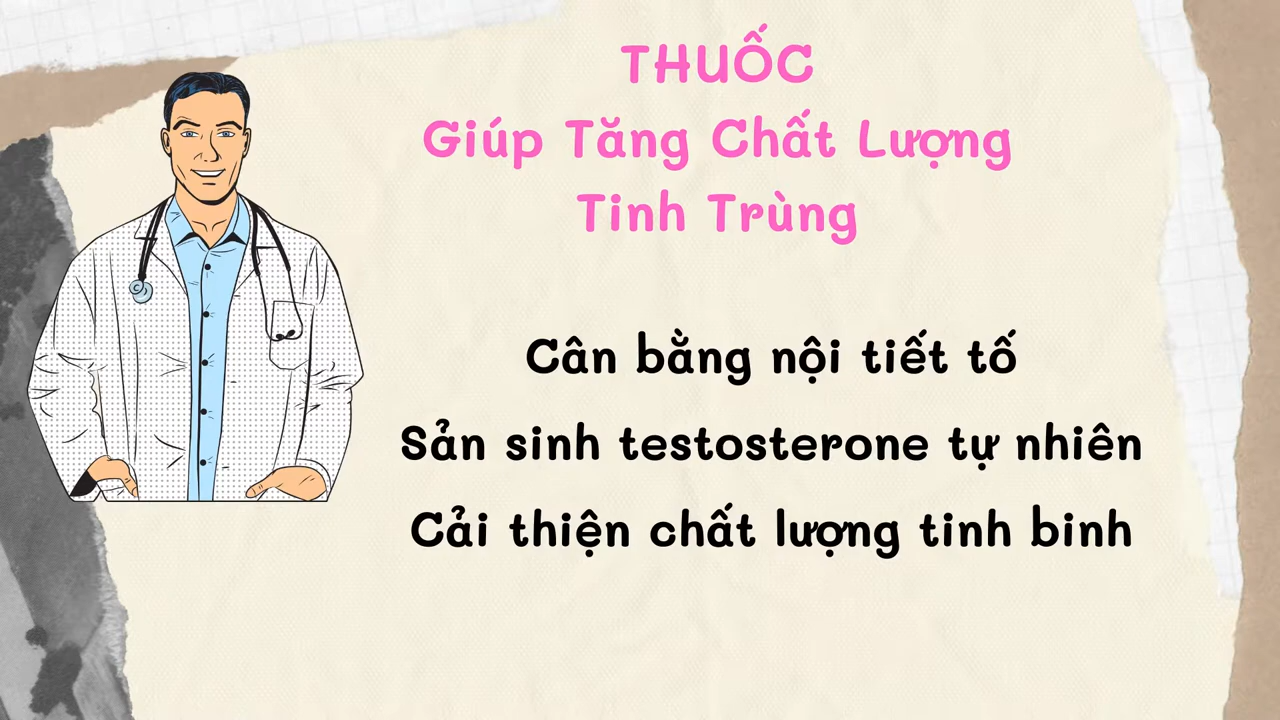 THUỐC
Giúp Tăng Chất Lượng
Tinh Trùng
Cân bằng nội tiết tố
Sản sinh testosterone tự nhiên
Cải thiện chất lượng tinh binh